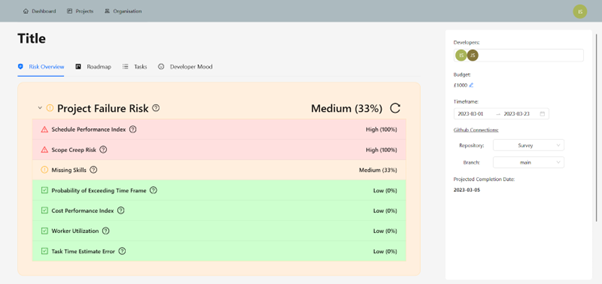 Dashboard Projects Organisation JS
Title
Risk Overview Roadmap Tasks Developer Mood
Project Failure Risk Medium (33%)
Schedule Performance Index High (100%)
Scope Creep Risk High (100%)
Missing Skills Medium (33%)
Probability of Exceeding Time Frame Low (0%)
Cost Performance Index Low (0%)
Worker Utilization Low (0%)
Task Time Estimate Error Low (0%)
Developers:
JS JS
Budget:
£1000
Timeframe:
2023-03-01 → 2023-03-23
Github Connections:
Repository: Survey
Branch: main
Projected Completion Date:
2023-03-05